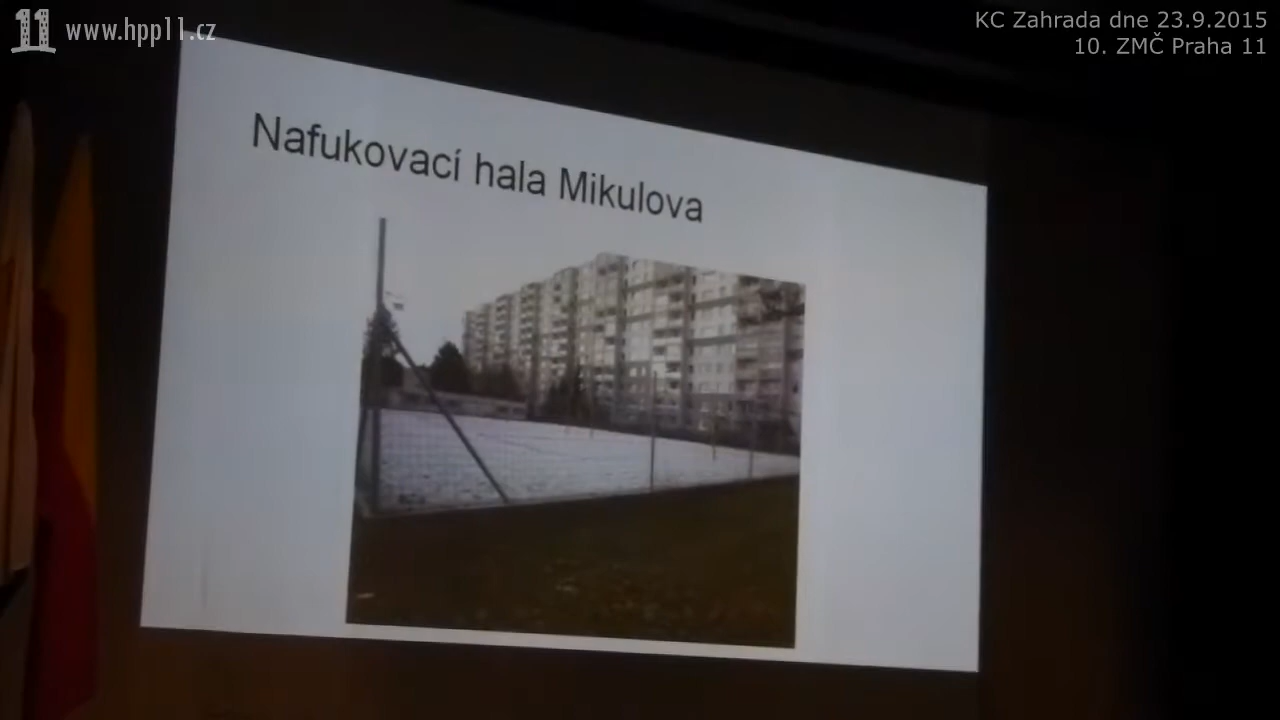 11 www.hpp11.cz
KC Zahrada dne 23.9.2015
10. ZMČ Praha 11
Nafukovací hala Mikulova